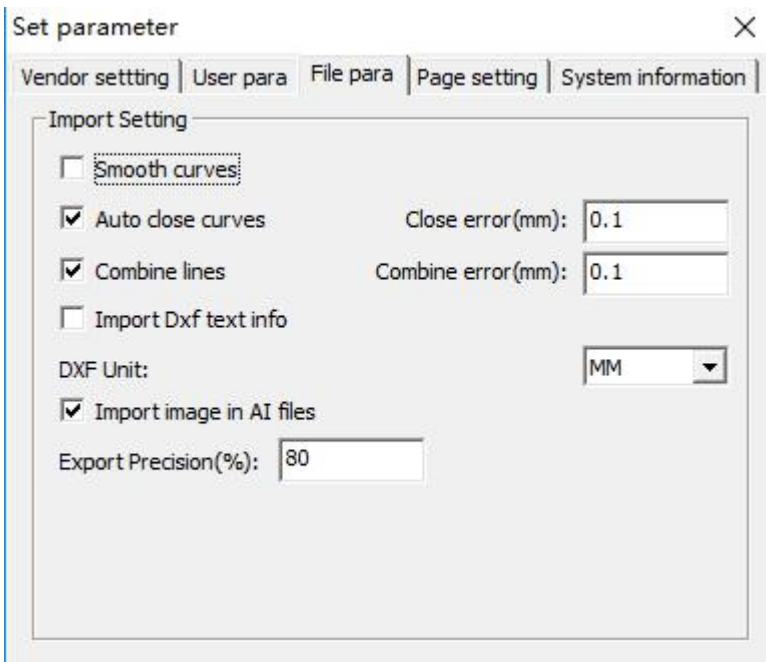 Set parameter
Vendor settting User para File para Page setting System information
Import Setting
Smooth curves
Auto close curves Close error(mm): 0.1
Combine lines Combine error(mm): 0.1
Import Dxf text info
DXF Unit: MM
Import image in AI files
Export Precision(%): 80